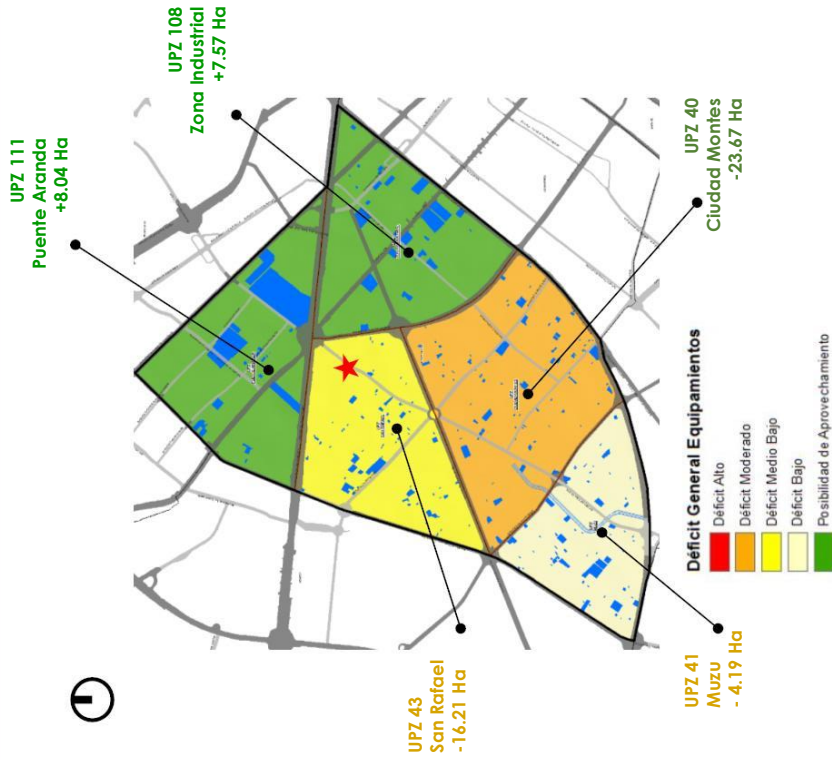 UPZ 111
Puente Aranda
+8.04 Ha
UPZ 108
Zona Industrial
+7.57 Ha
UPZ 43
San Rafael
-16.21 Ha
UPZ 41
Muzu
- 4.19 Ha
UPZ 40
Ciudad Montes
-23.67 Ha
Déficit General Equipamientos
Déficit Alto
Déficit Moderado
Déficit Medio Bajo
Déficit Bajo
Posibilidad de Aprovechamiento